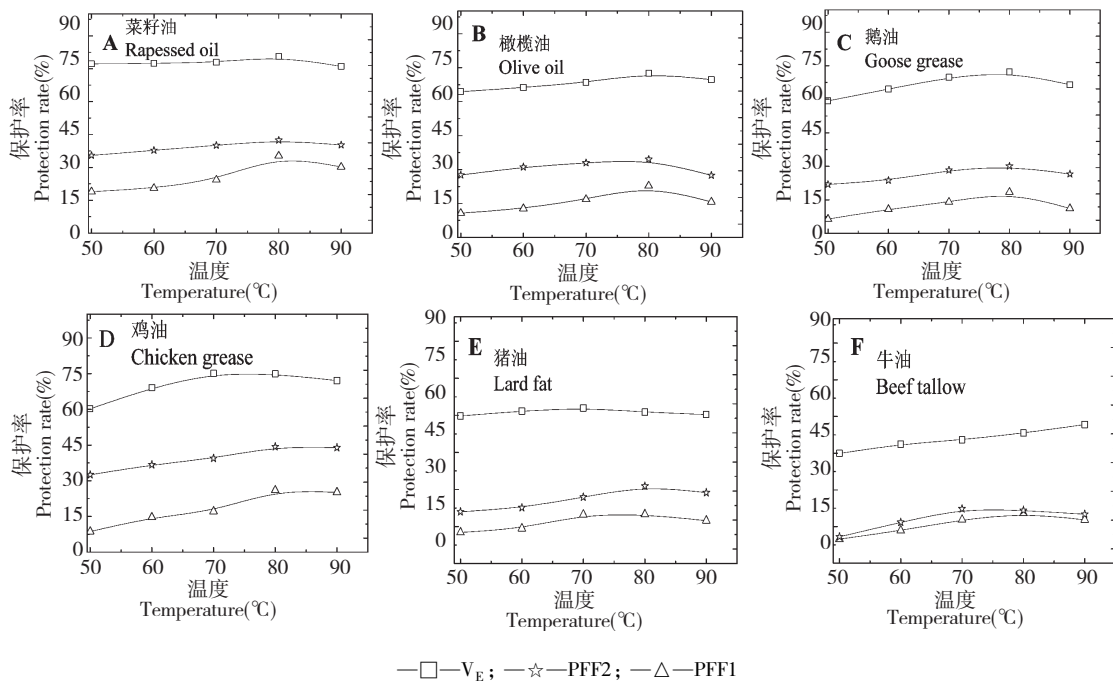 A
菜籽油
Rapessed oil
保护率
Protection rate(%)
90
75
60
45
30
15
0
50 60 70 80 90
温度
Temperature(℃)
B
橄榄油
Olive oil
保护率
Protection rate(%)
90
75
60
45
30
15
0
50 60 70 80 90
温度
Temperature(℃)
C
鹅油
Goose grease
保护率
Protection rate(%)
90
75
60
45
30
15
0
50 60 70 80 90
温度
Temperature(℃)
D
鸡油
Chicken grease
保护率
Protection rate(%)
90
75
60
45
30
15
0
50 60 70 80 90
温度
Temperature(℃)
E
猪油
Lard fat
保护率
Protection rate(%)
90
75
60
45
30
15
0
50 60 70 80 90
温度
Temperature(℃)
F
牛油
Beef tallow
保护率
Protection rate(%)
90
75
60
45
30
15
0
50 60 70 80 90
温度
Temperature(℃)
—□—VE; —☆—PFF2; —△—PFF1